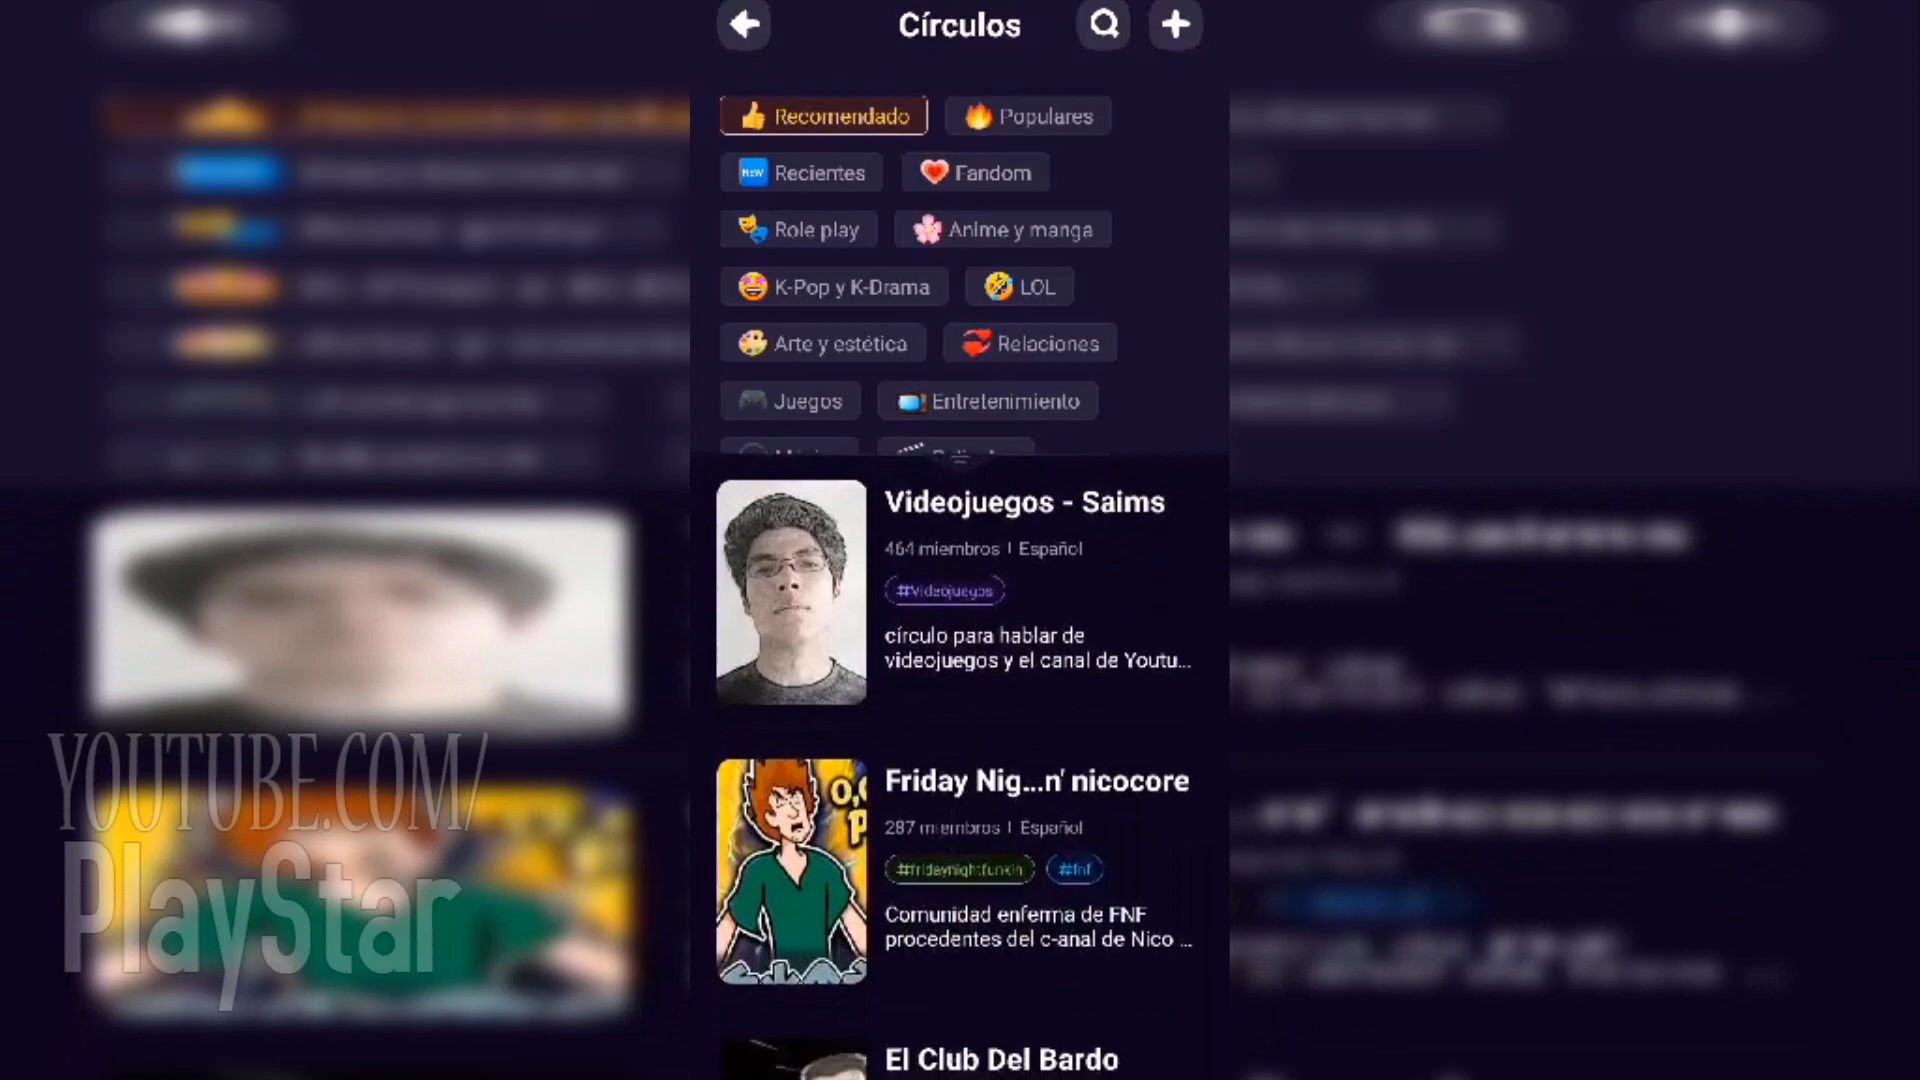 Círculos
Recomendado
Populares
NEW Recientes
Fandom
Role play
Anime y manga
K-Pop y K-Drama
LOL
Arte y estética
Relaciones
Juegos
Entretenimiento
Videojuegos - Saims
464 miembros | Español
#Videojuegos
círculo para hablar de
videojuegos y el canal de Youtu...
Friday Nig...n' nicocore
287 miembros | Español
#fridaynightfunkin #fnf
Comunidad enferma de FNF
procedentes del c-anal de Nico ...
El Club Del Bardo
YOUTUBE.COM/
PlayStar